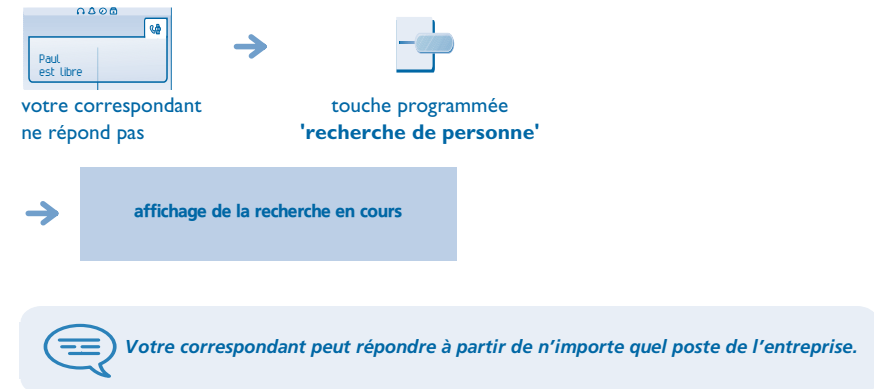 Paul
est libre
votre correspondant
ne répond pas
touche programmée
'recherche de personne'
affichage de la recherche en cours
Votre correspondant peut répondre à partir de n’importe quel poste de l’entreprise.